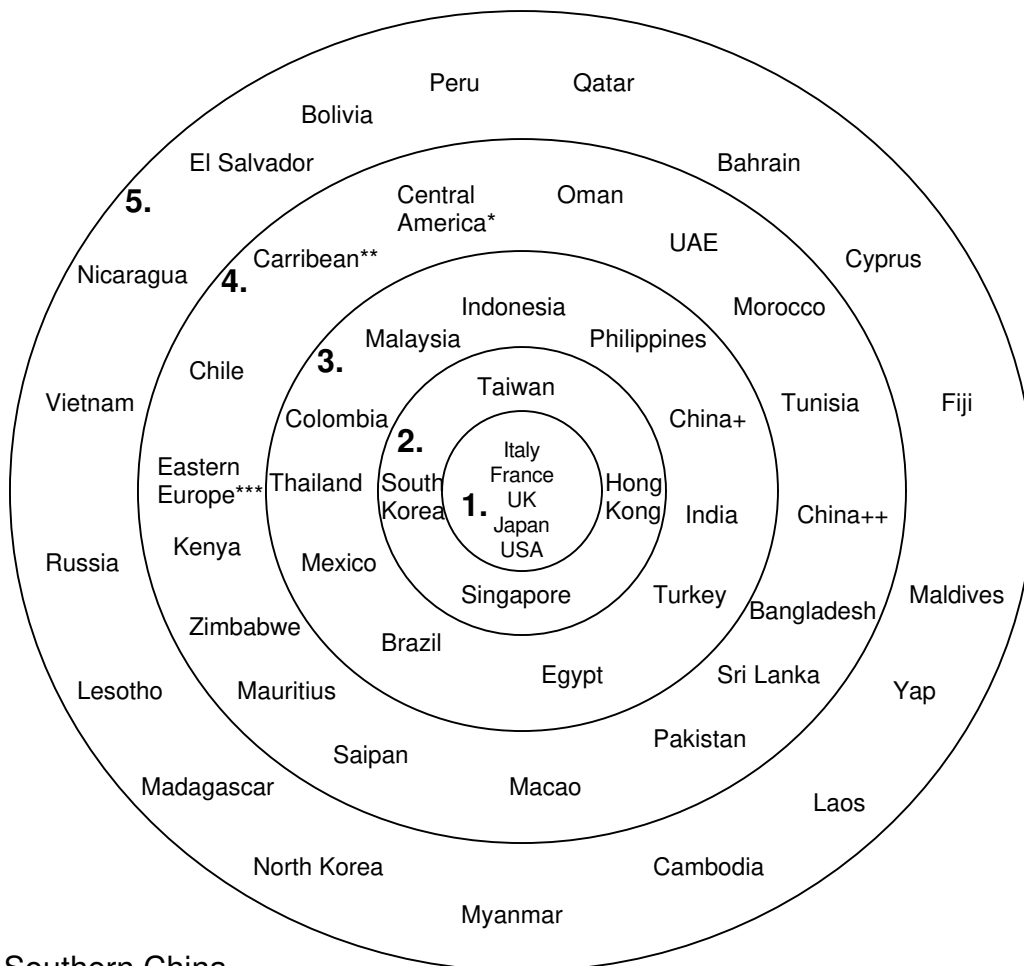 Peru
Qatar
Bolivia
El Salvador
Bahrain
5.
Central
America*
Oman
Carribean**
UAE
Cyprus
Nicaragua
4.
Indonesia
Morocco
Malaysia
Philippines
3.
Chile
Taiwan
Vietnam
Colombia
2.
China+
Tunisia
Fiji
Italy
France
UK
Japan
USA
1.
Eastern
Europe***
Thailand
South
Korea
Hong
Kong
India
China++
Kenya
Russia
Mexico
Singapore
Turkey
Bangladesh
Maldives
Zimbabwe
Brazil
Egypt
Sri Lanka
Lesotho
Mauritius
Yap
Saipan
Pakistan
Madagascar
Macao
Laos
North Korea
Cambodia
Myanmar
Southern China